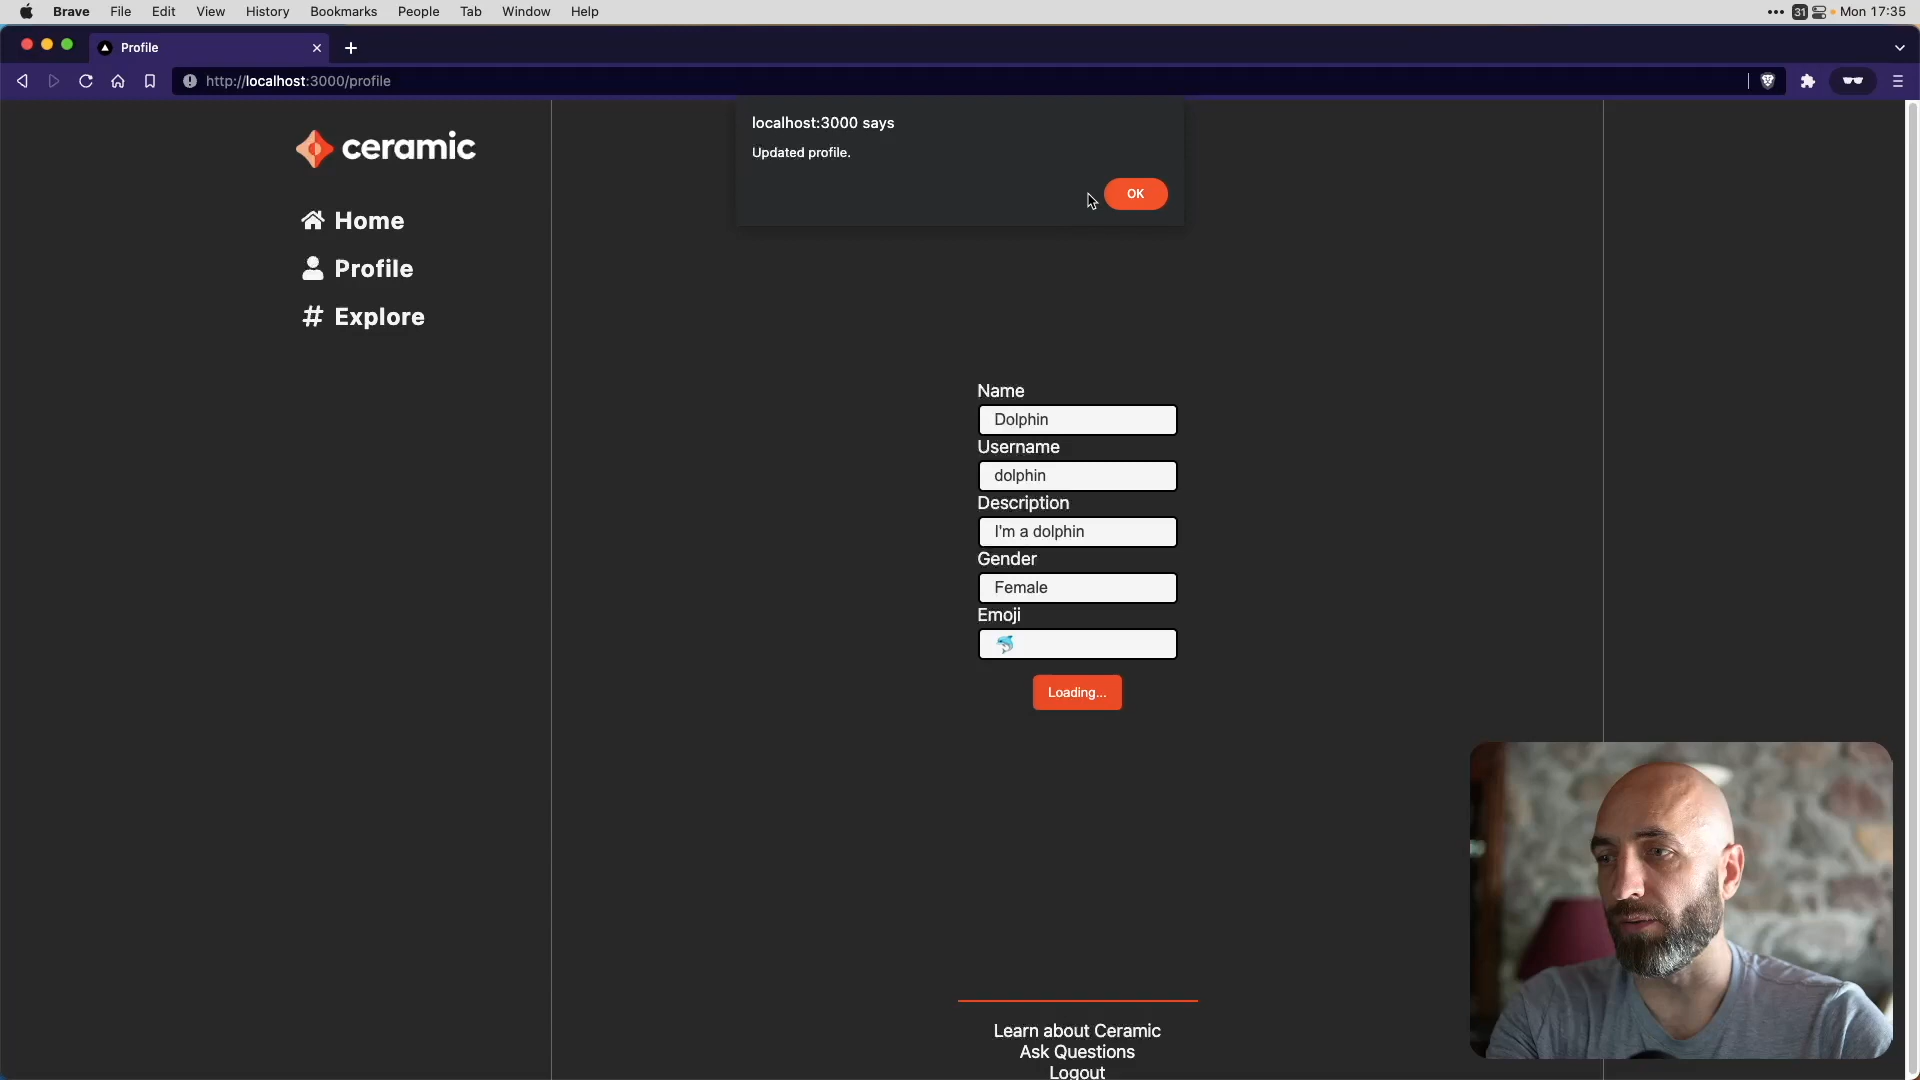 Brave File Edit View History Bookmarks People Tab Window Help
31 Mon 17:35
Profile
http://localhost:3000/profile
localhost:3000 says
Updated profile.
OK
ceramic
Home
Profile
# Explore
Name
Dolphin
Username
dolphin
Description
I'm a dolphin
Gender
Female
Emoji
🐬
Loading...
Learn about Ceramic
Ask Questions
Logout